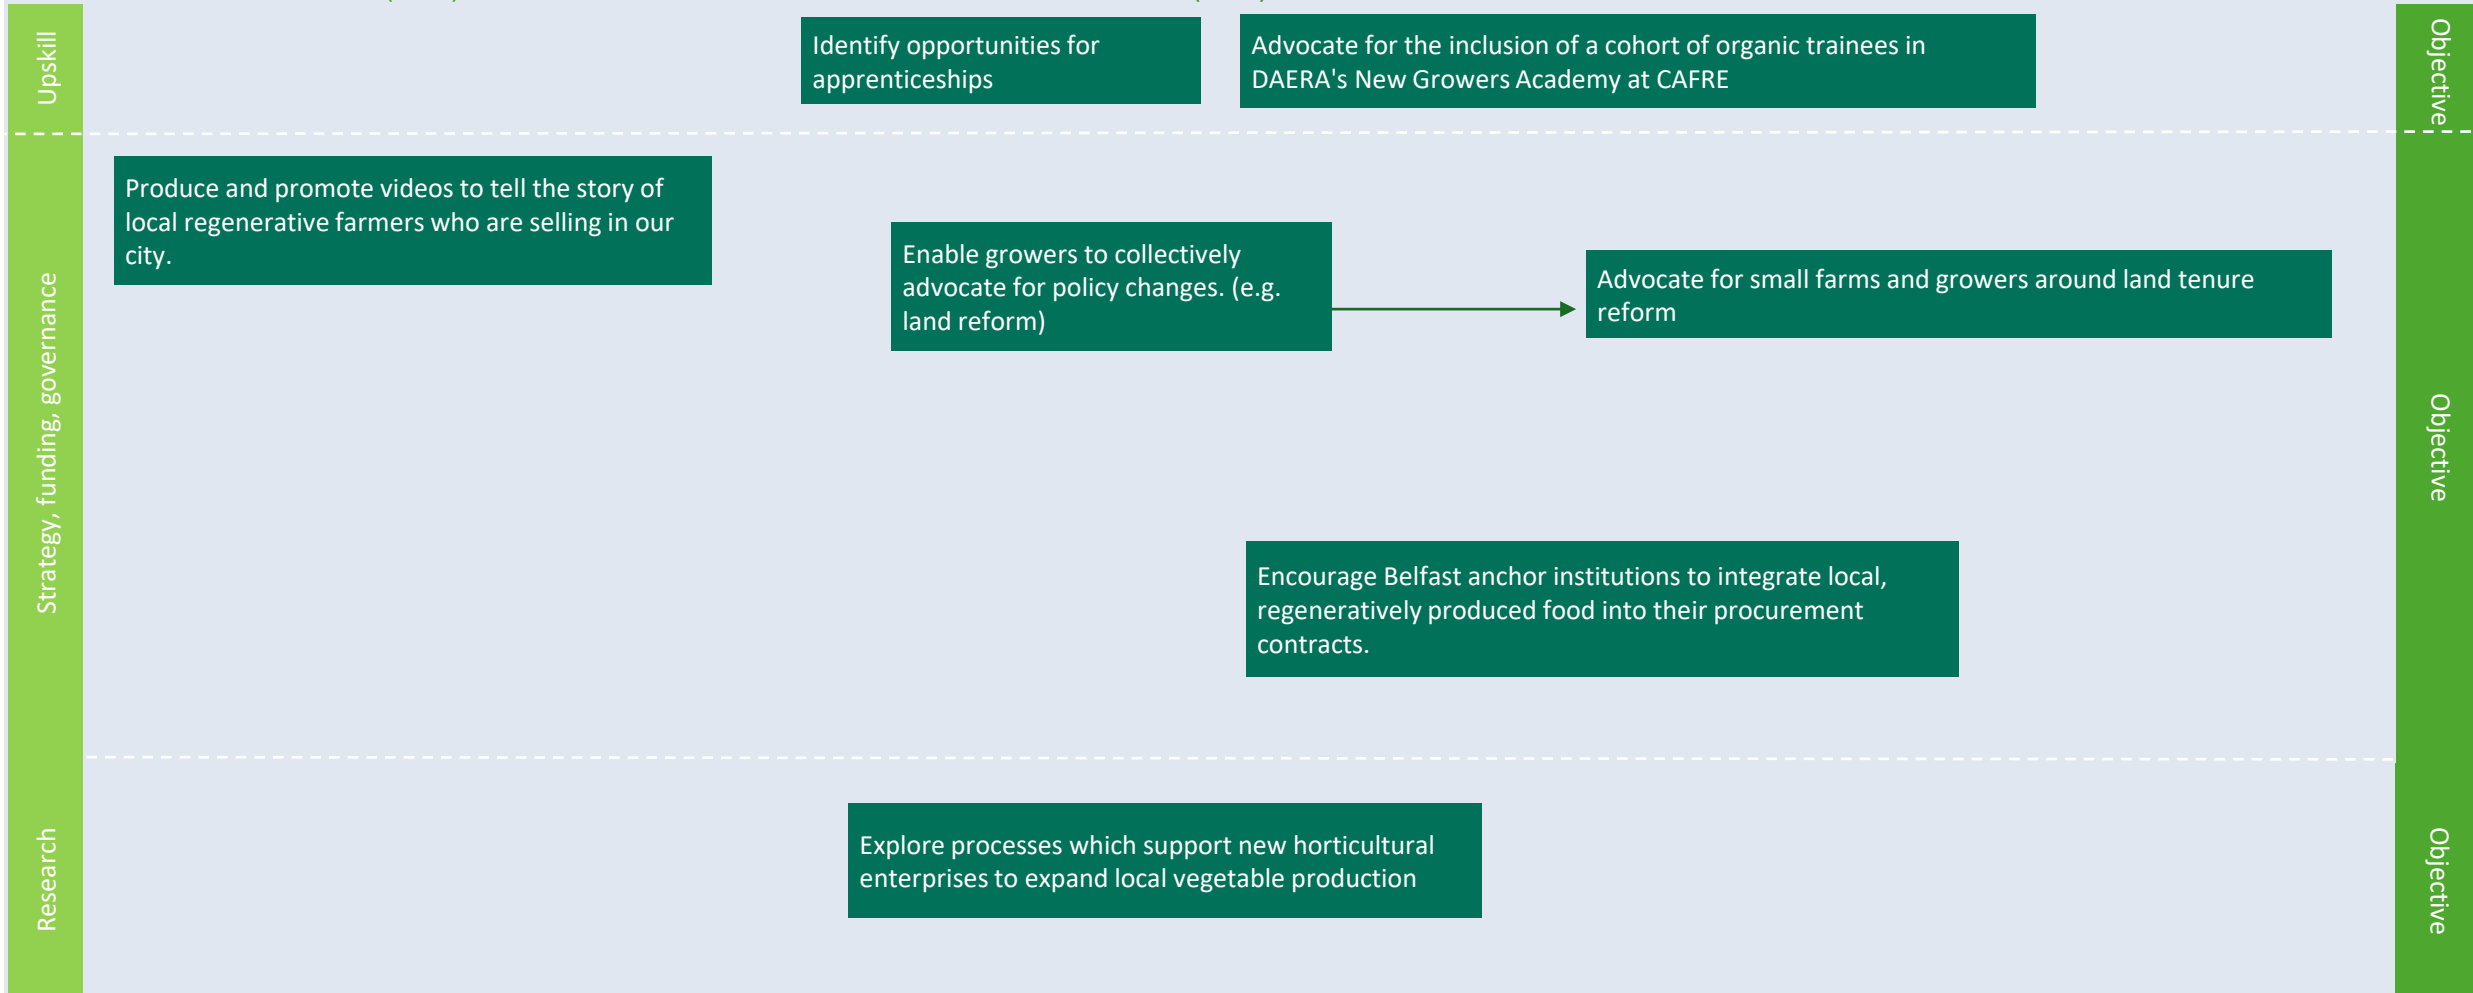 Upskill
Identify opportunities for
apprenticeships
Advocate for the inclusion of a cohort of organic trainees in
DAERA's New Growers Academy at CAFRE
Objective
Strategy, funding, governance
Produce and promote videos to tell the story of
local regenerative farmers who are selling in our
city.
Enable growers to collectively
advocate for policy changes. (e.g.
land reform)
Advocate for small farms and growers around land tenure
reform
Encourage Belfast anchor institutions to integrate local,
regeneratively produced food into their procurement
contracts.
Objective
Research
Explore processes which support new horticultural
enterprises to expand local vegetable production
Objective